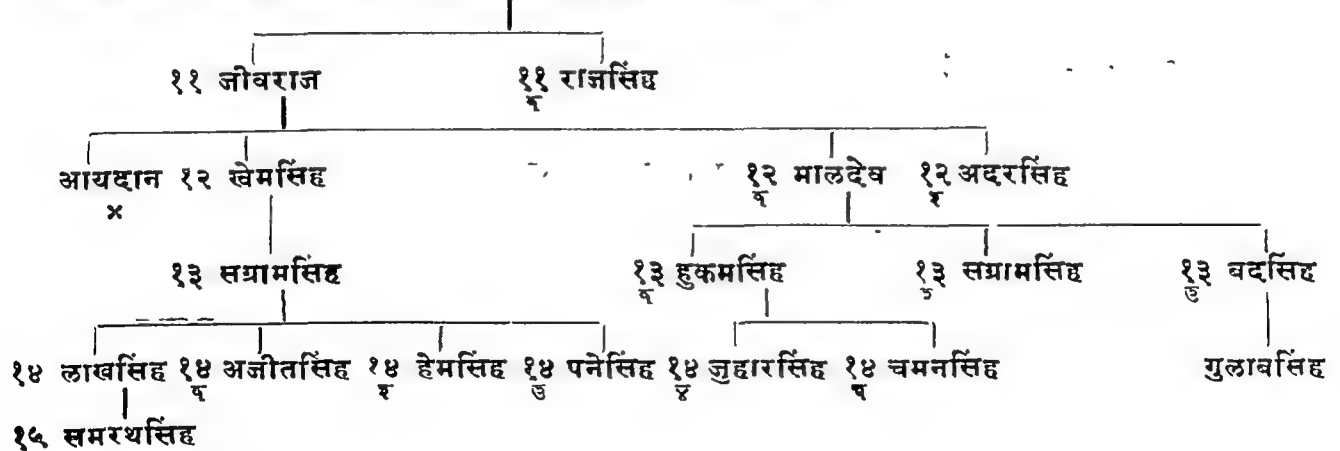 ११ जीवराज ११ राजसिंह
आयदान १२ खेमसिंह १२ मालदेव १२ अदरसिंह
×
१३ सग्रामसिंह १३ हुकमसिंह १३ सग्रामसिंह १३ वदसिंह
१४ लाखसिंह १४ अजीतसिंह १४ हेमसिंह १४ पनेसिंह १४ जुहारसिंह १४ चमनसिंह गुलाबसिंह
१५ समरथसिंह